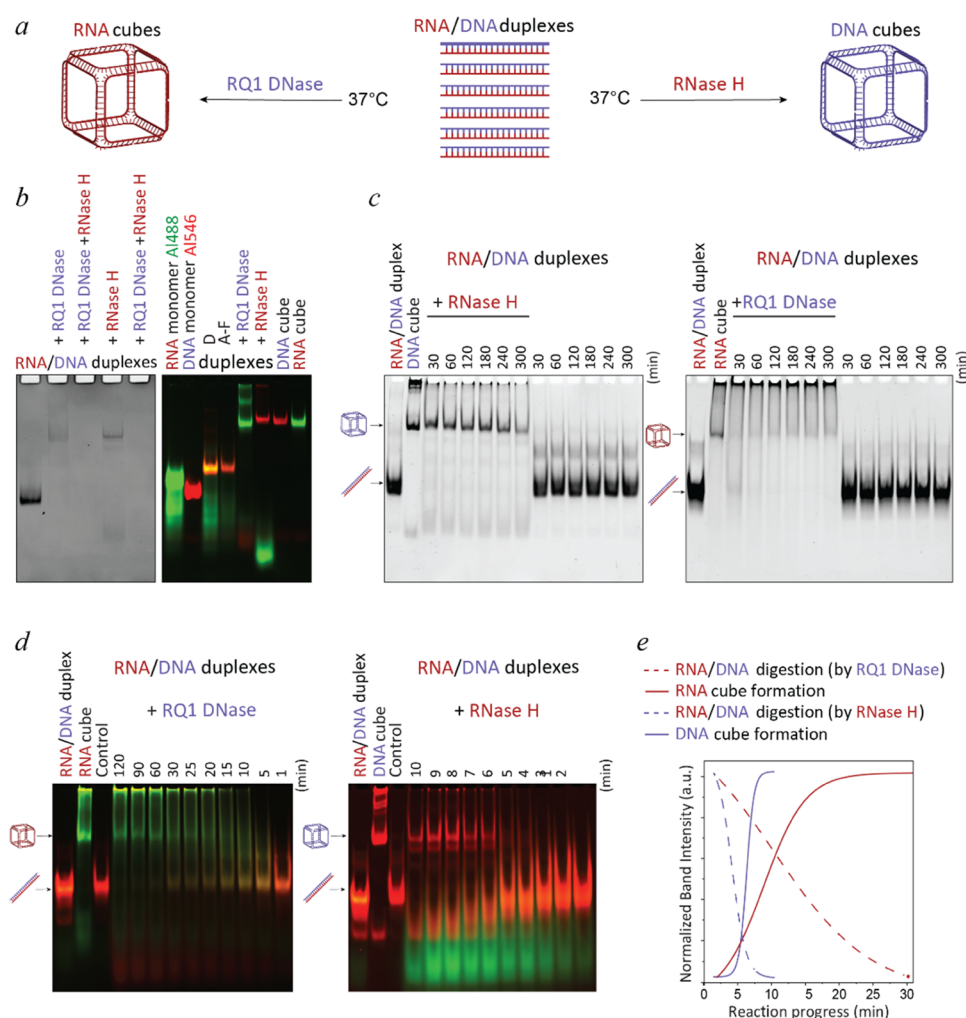 a
RNA cubes
RNA/DNA duplexes
DNA cubes
RQ1 DNase
37°C
37°C
RNase H
b
+ RQ1 DNase
+ RQ1 DNase +RNase H
+ RNase H
+ RQ1 DNase +RNase H
RNA/DNA duplexes
RNA monomer Al488
DNA monomer Al546
D
A-F
duplexes
+ RQ1 DNase
+ RNase H
DNA cube
RNA cube
c
RNA/DNA duplex
DNA cube
RNA/DNA duplexes
+ RNase H
30 60 120 180 240 300 30 60 120 180 240 300 (min)
RNA/DNA duplex
RNA cube
RNA/DNA duplexes
+RQ1 DNase
30 60 120 180 240 300 30 60 120 180 240 300 (min)
d
RNA/DNA duplex
RNA cube
Control
RNA/DNA duplexes
+ RQ1 DNase
120 90 60 30 25 20 15 10 5 1 (min)
RNA/DNA duplex
DNA cube
Control
RNA/DNA duplexes
+ RNase H
10 9 8 7 6 5 4 3 2 (min)
e
RNA/DNA digestion (by RQ1 DNase)
RNA cube formation
RNA/DNA digestion (by RNase H)
DNA cube formation
Normalized Band Intensity (a.u.)
0 5 10 15 20 25 30
Reaction progress (min)